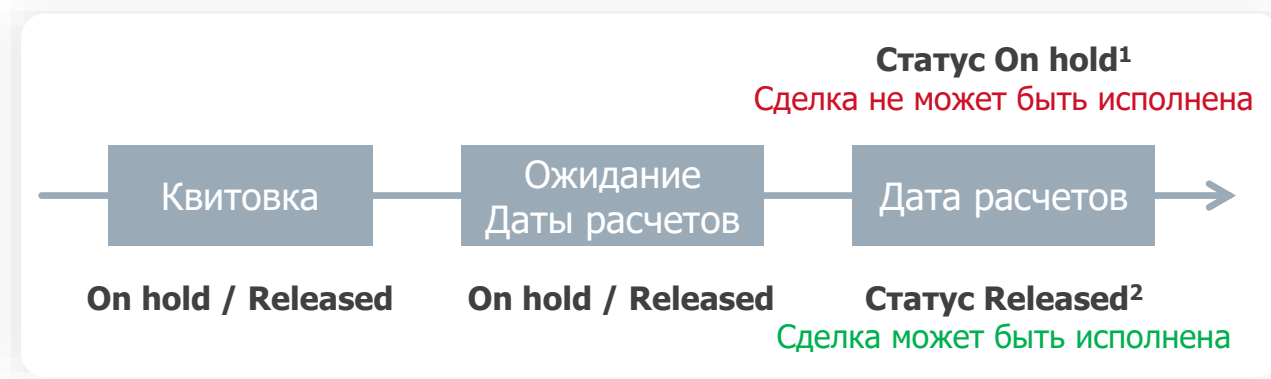 Статус On hold¹
Сделка не может быть исполнена
Квитовка
Ожидание
Даты расчетов
Дата расчетов
On hold / Released
On hold / Released
Статус Released²
Сделка может быть исполнена